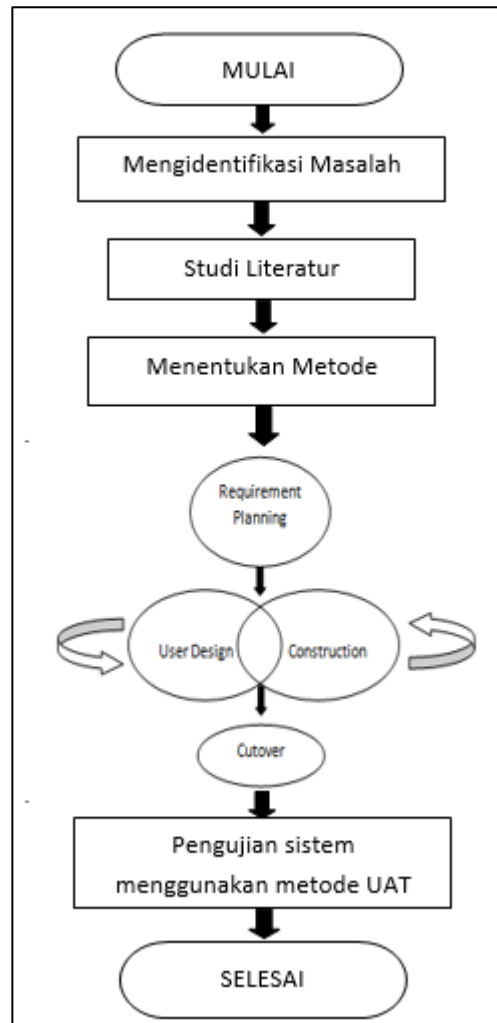 MULAI
Mengidentifikasi Masalah
Studi Literatur
Menentukan Metode
Requirement
Planning
User Design
Construction
Cutover
Pengujian sistem
menggunakan metode UAT
SELESAI